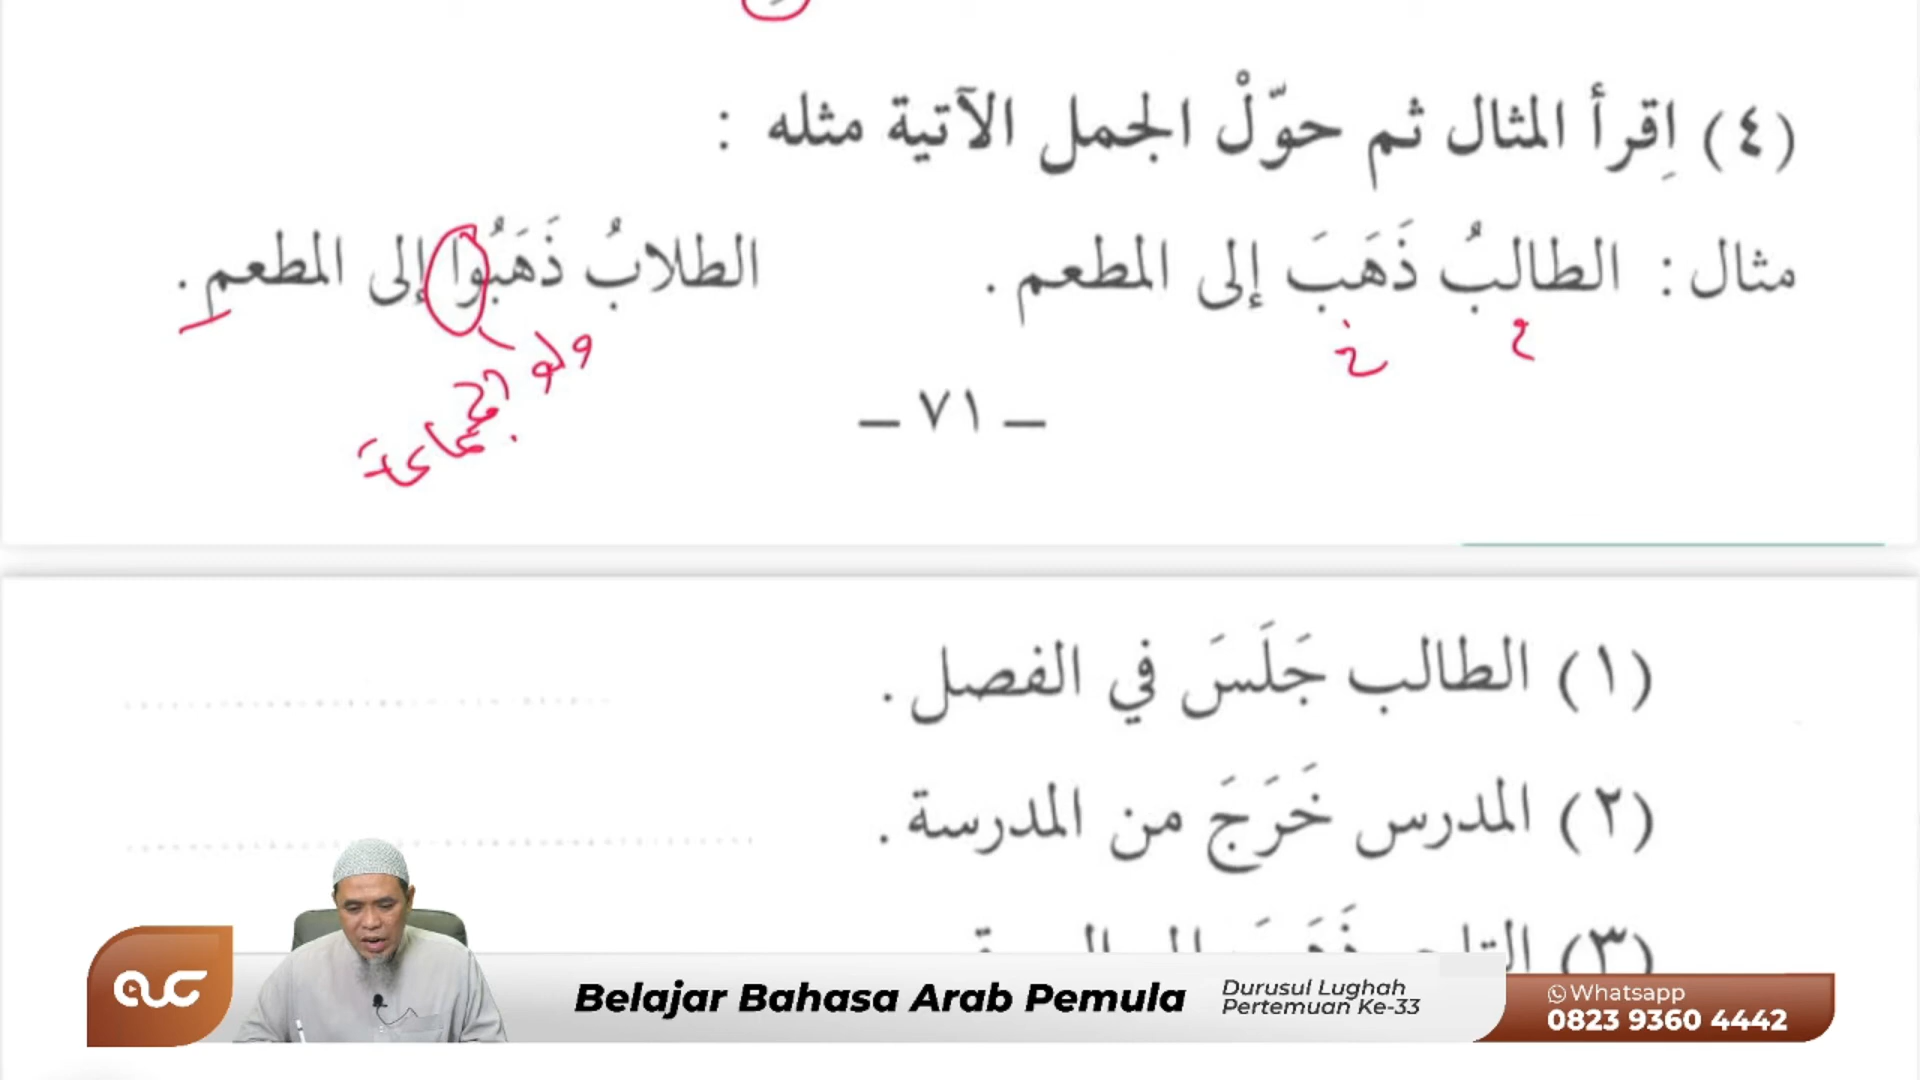 (٤) اِقرأ المثال ثم حوّلْ الجمل الآتية مثله :
مثال : الطالبُ ذَهَبَ إلى المطعم . الطلابُ ذَهَبُوا إلى المطعمِ .
واو الجماعة
— ٧١ —
(١) الطالب جَلَسَ في الفصل .
(٢) المدرس خَرَجَ من المدرسة .
(٣)
Belajar Bahasa Arab Pemula
Durusul Lughah
Pertemuan Ke-33
Whatsapp
0823 9360 4442